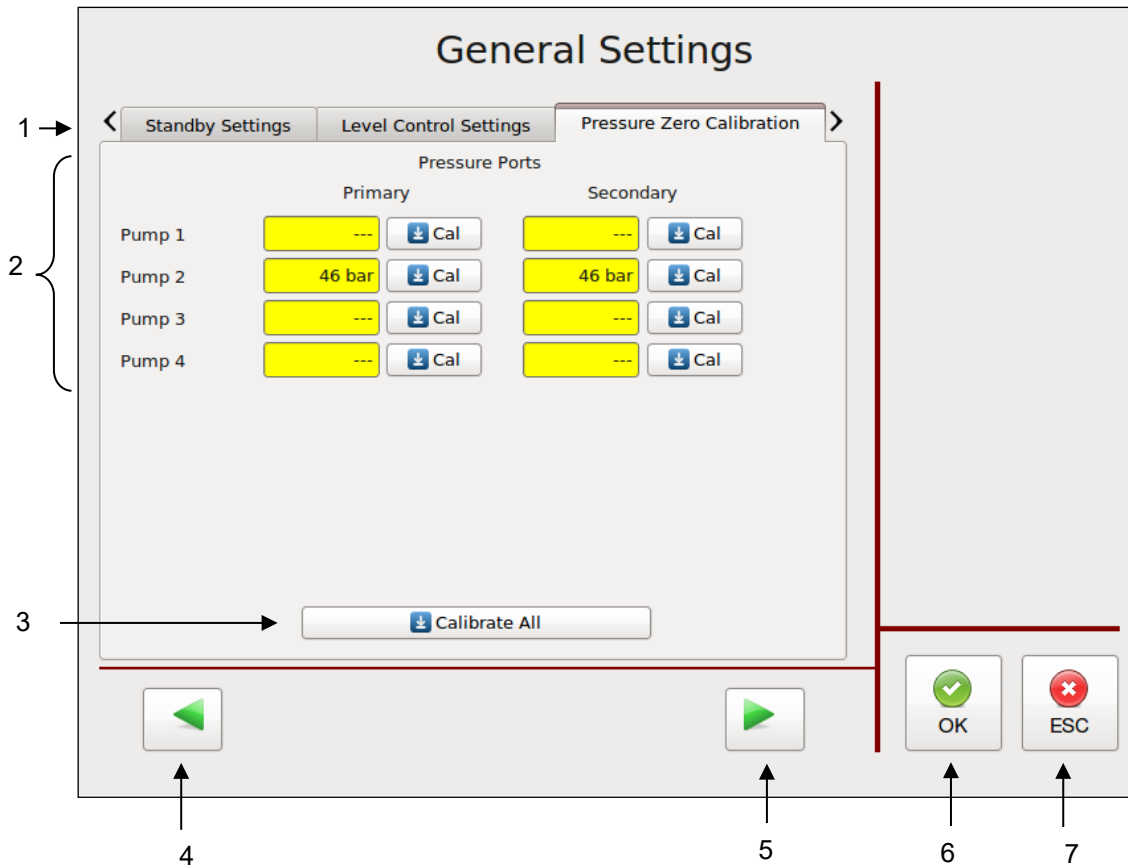 General Settings
1
Standby Settings Level Control Settings Pressure Zero Calibration
Pressure Ports
Primary Secondary
2
Pump 1 --- Cal --- Cal
Pump 2 46 bar Cal 46 bar Cal
Pump 3 --- Cal --- Cal
Pump 4 --- Cal --- Cal
3 Calibrate All
OK ESC
4 5 6 7